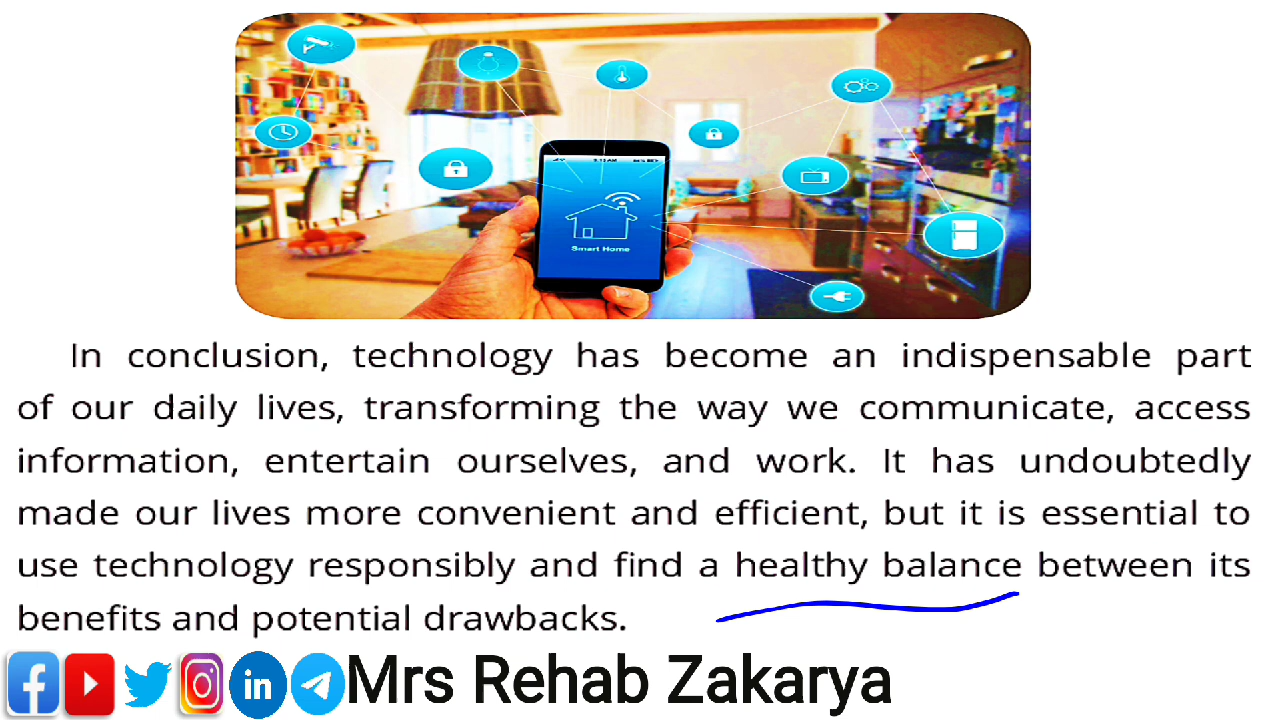 Smart Home
In conclusion, technology has become an indispensable part
of our daily lives, transforming the way we communicate, access
information, entertain ourselves, and work. It has undoubtedly
made our lives more convenient and efficient, but it is essential to
use technology responsibly and find a healthy balance between its
benefits and potential drawbacks.
Mrs Rehab Zakarya